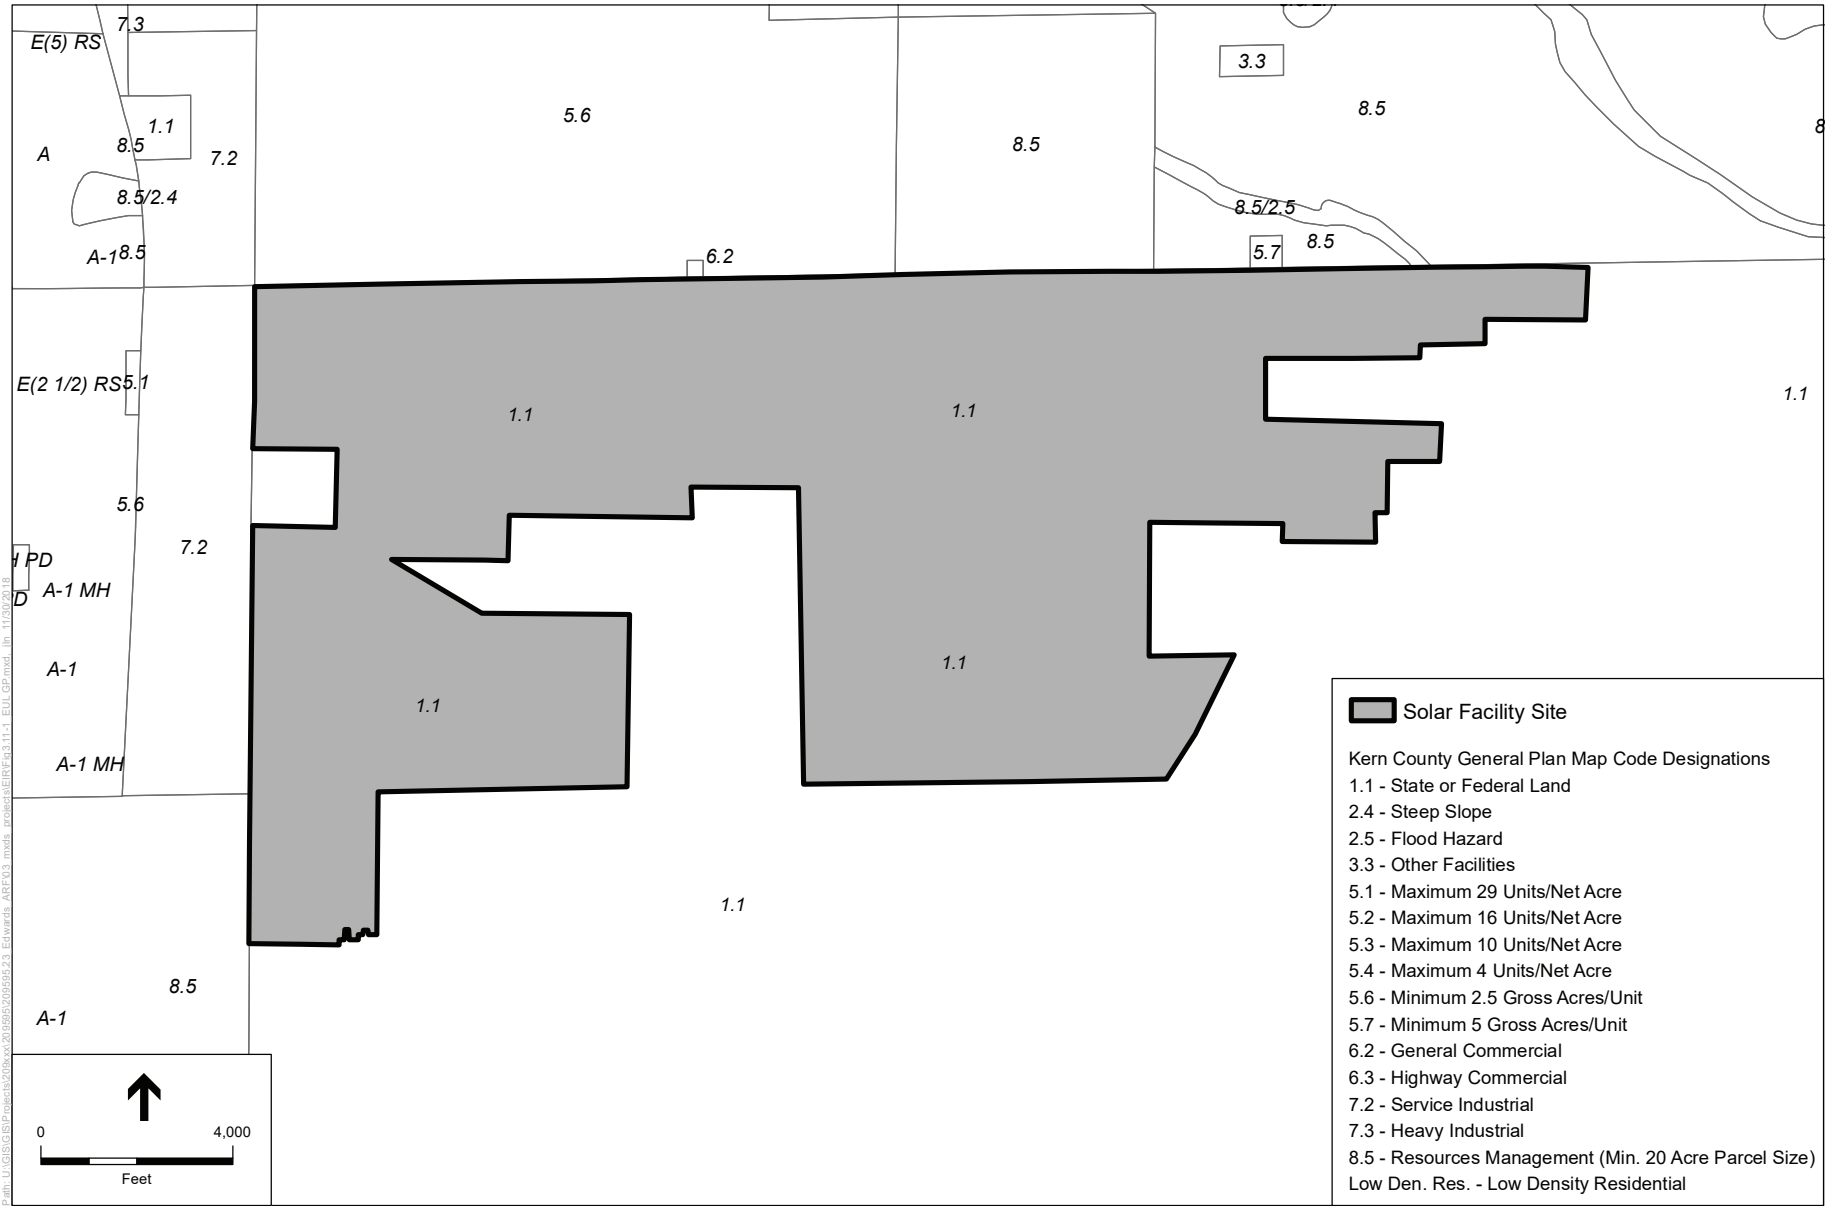 7.3
E(5) RS
3.3
8.5
5.6
1.1
8.5
8.5
A
7.2
8.5/2.4
8.5/2.5
8.5
A-1
8.5
6.2
5.7
E(2 1/2) RS
5.1
1.1
1.1
1.1
5.6
7.2
PD
A-1 MH
D
A-1
1.1
1.1
A-1 MH
1.1
8.5
A-1
Solar Facility Site
Kern County General Plan Map Code Designations
1.1 - State or Federal Land
2.4 - Steep Slope
2.5 - Flood Hazard
3.3 - Other Facilities
5.1 - Maximum 29 Units/Net Acre
5.2 - Maximum 16 Units/Net Acre
5.3 - Maximum 10 Units/Net Acre
5.4 - Maximum 4 Units/Net Acre
5.6 - Minimum 2.5 Gross Acres/Unit
5.7 - Minimum 5 Gross Acres/Unit
6.2 - General Commercial
6.3 - Highway Commercial
7.2 - Service Industrial
7.3 - Heavy Industrial
8.5 - Resources Management (Min. 20 Acre Parcel Size)
Low Den. Res. - Low Density Residential
0 4,000
Feet